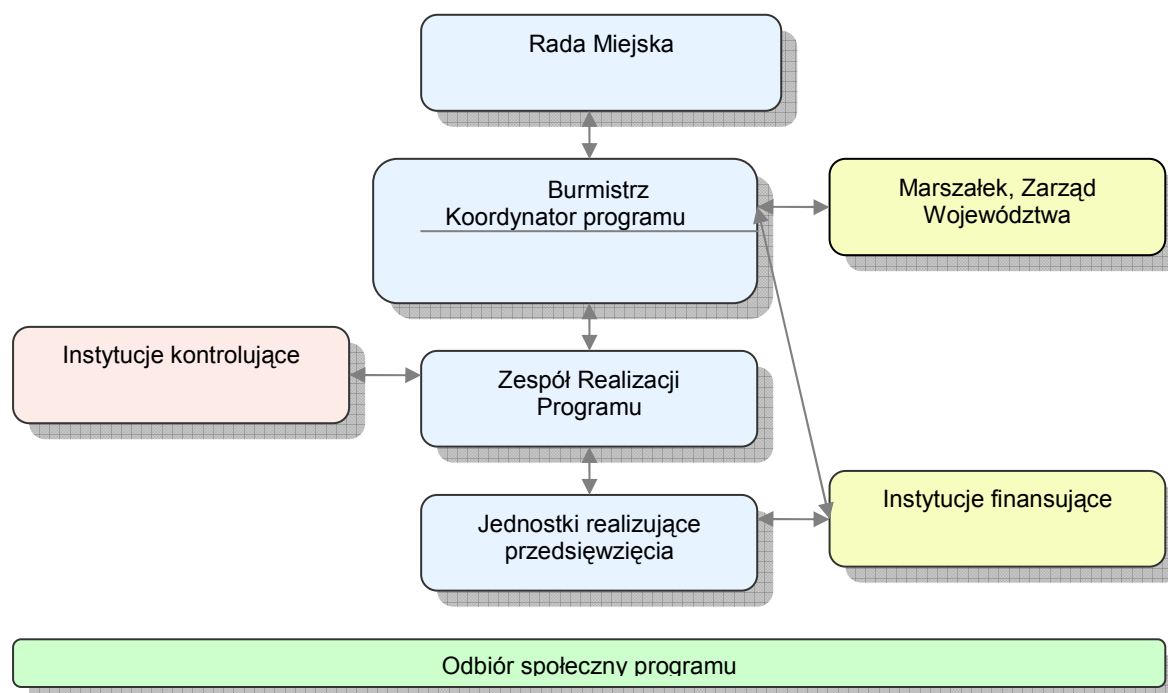 Rada Miejska
Burmistrz
Koordynator programu
Marszałek, Zarząd
Województwa
Instytucje kontrolujące
Zespół Realizacji
Programu
Instytucje finansujące
Jednostki realizujące
przedsięwzięcia
Odbiór społeczny programu